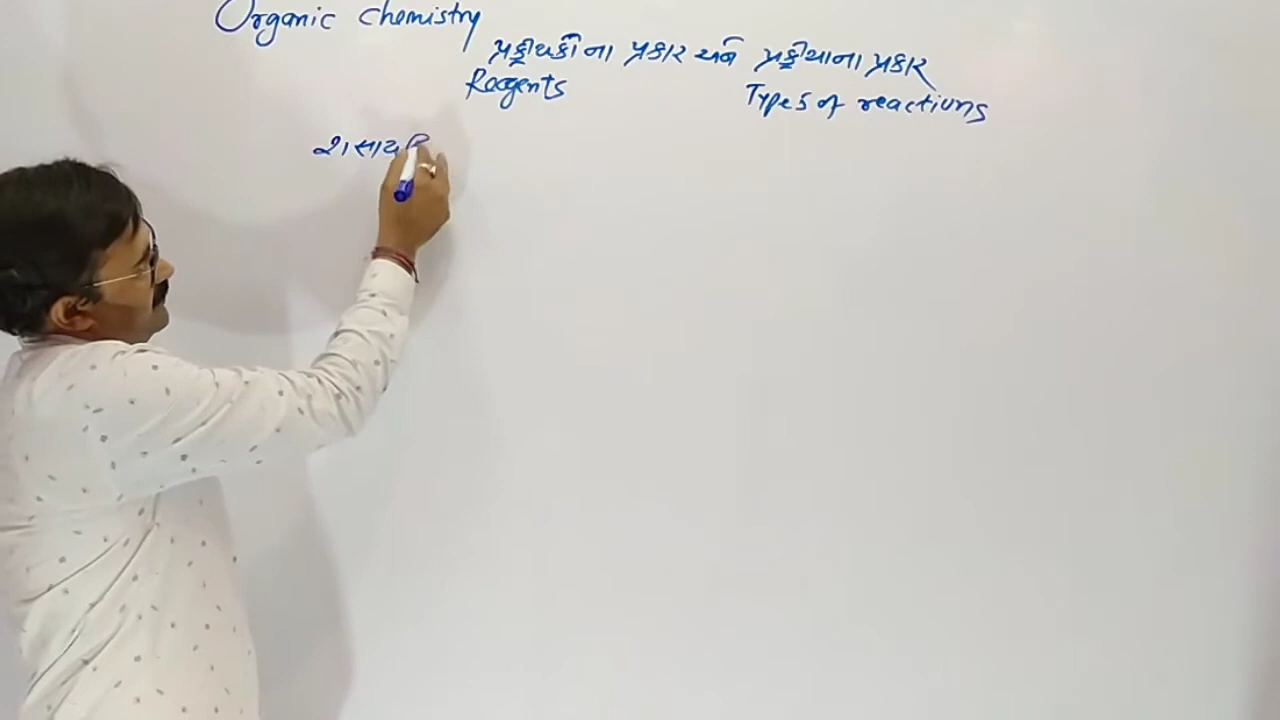 Organic Chemistry
પ્રક્રીયકોના પ્રકાર અને પ્રક્રીયાના પ્રકાર
Reagents Types of reactions
રાસાય